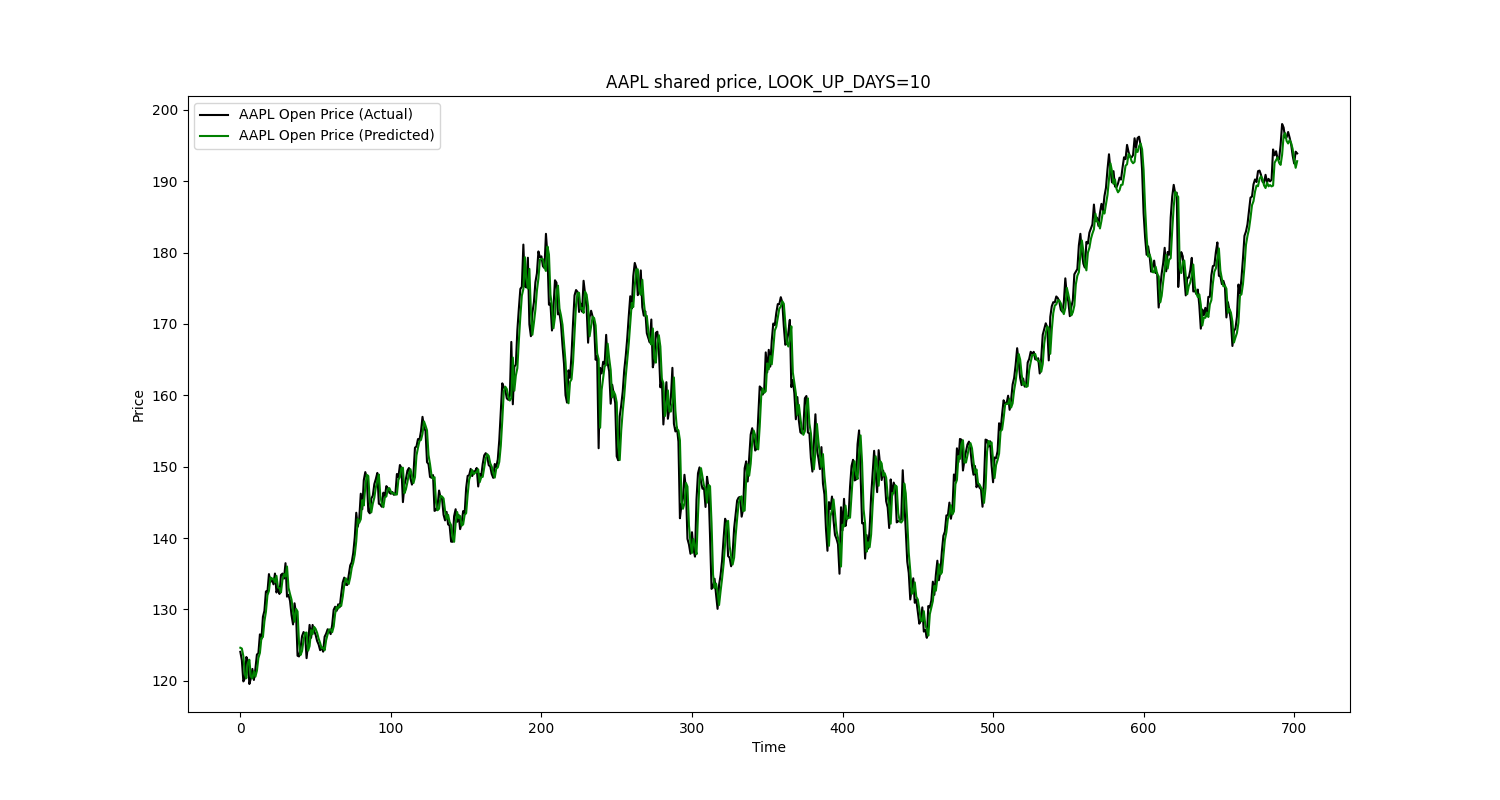 AAPL shared price, LOOK_UP_DAYS=10
AAPL Open Price (Actual)
AAPL Open Price (Predicted)
200
190
180
170
160
150
140
130
120
Price
0 100 200 300 400 500 600 700
Time